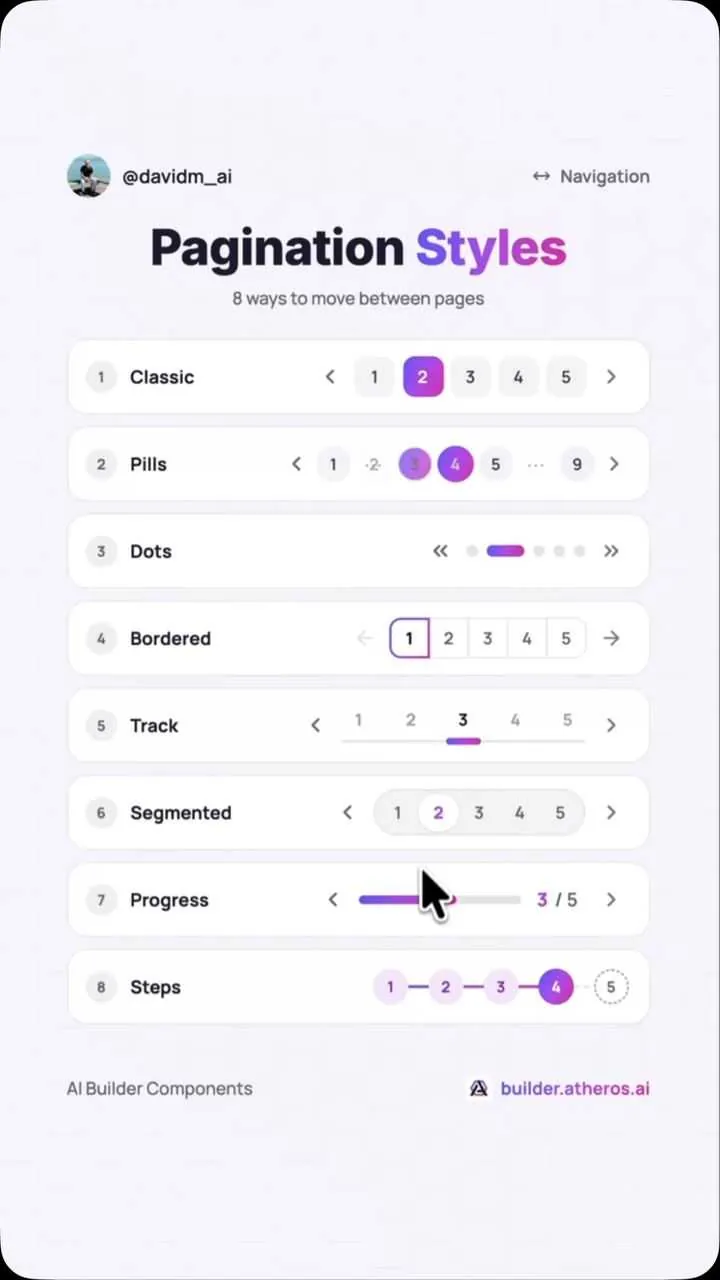 @davidm_ai
↔ Navigation
Pagination Styles
8 ways to move between pages
1 Classic < 1 2 3 4 5 >
2 Pills < 1 ·2· 3 4 5 ... 9 >
3 Dots « »
4 Bordered ← 1 2 3 4 5 →
5 Track < 1 2 3 4 5 >
6 Segmented < 1 2 3 4 5 >
7 Progress < 3 / 5 >
8 Steps 1 2 3 4 5
AI Builder Components
builder.atheros.ai